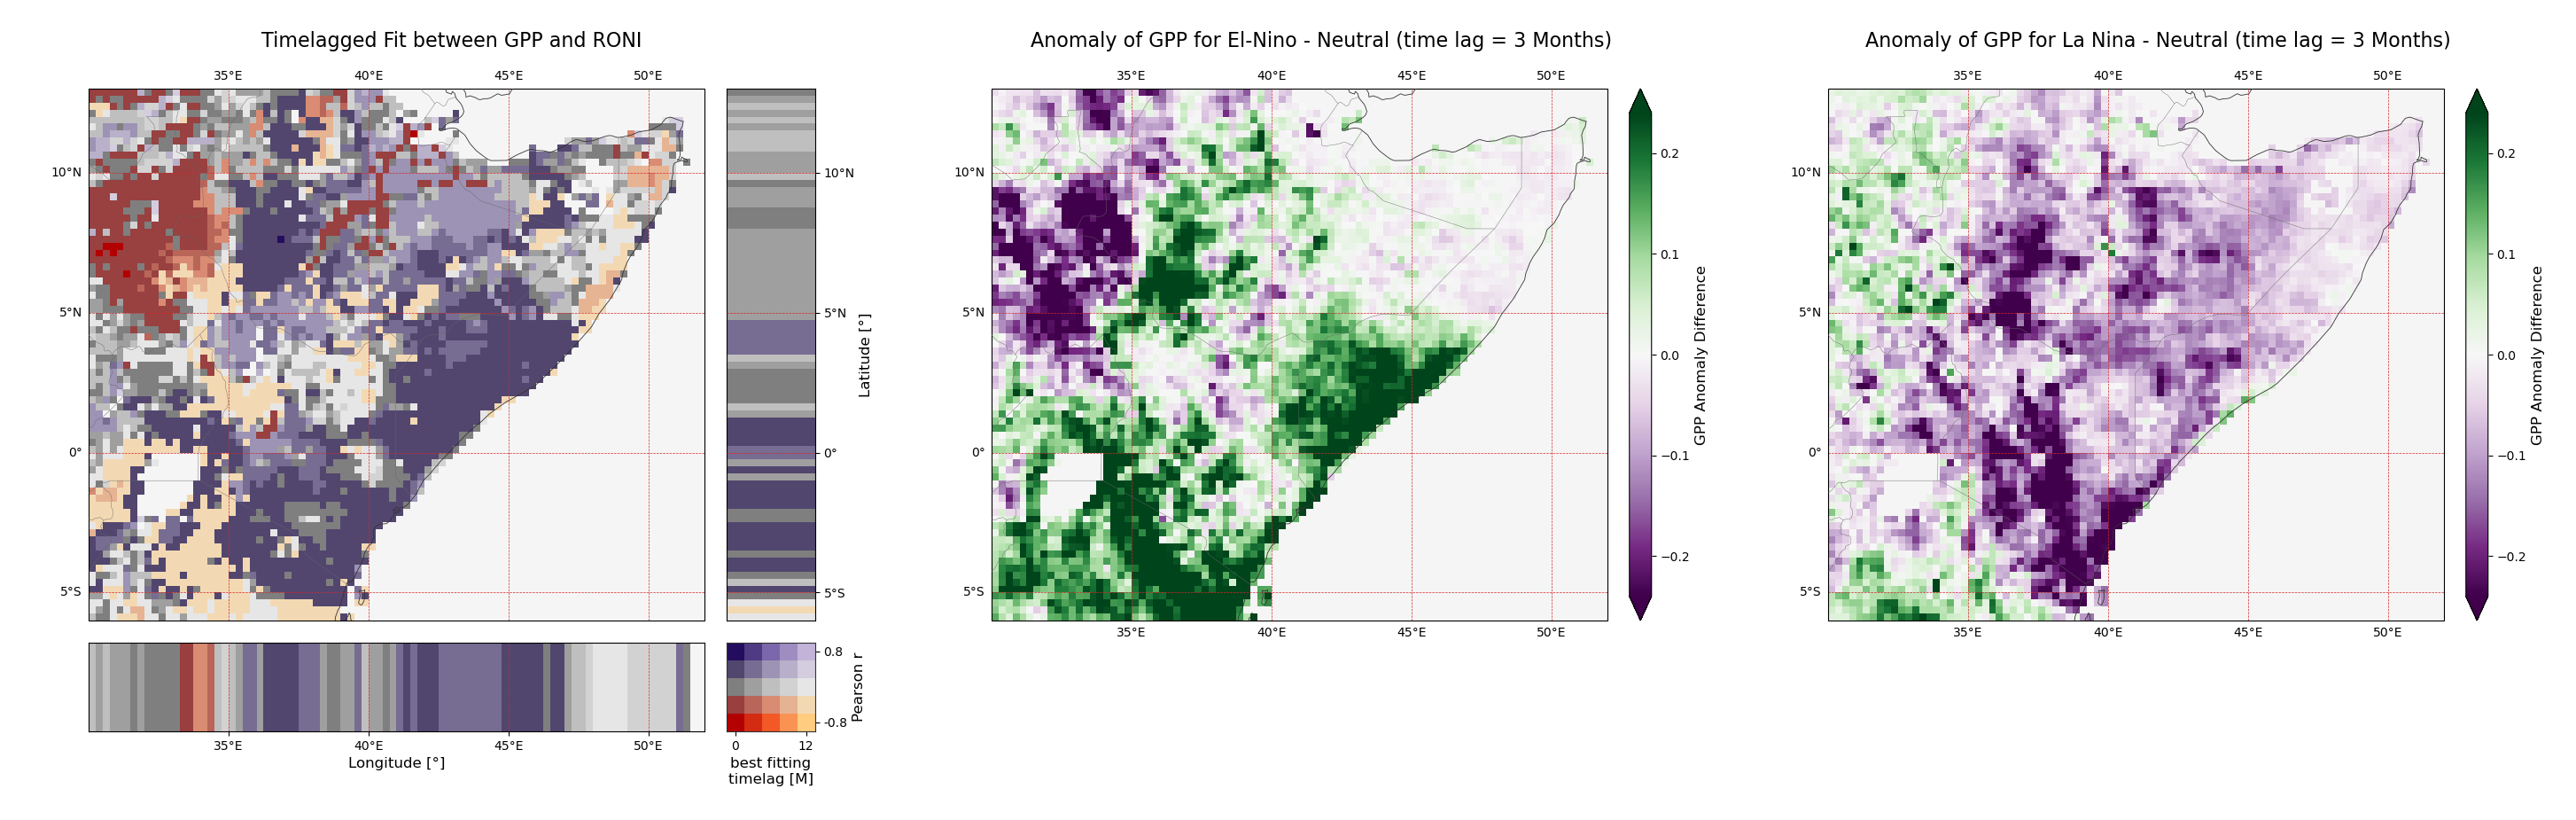 Timelagged Fit between GPP and RONI
35°E 40°E 45°E 50°E
10°N
5°N
0°
5°S
10°N
5°N
0°
5°S
Latitude [°]
35°E 40°E 45°E 50°E
Longitude [°]
0.8
-0.8
Pearson r
0 12
best fitting
timelag [M]
Anomaly of GPP for El-Nino - Neutral (time lag = 3 Months)
35°E 40°E 45°E 50°E
10°N
5°N
0°
5°S
35°E 40°E 45°E 50°E
0.2
0.1
0.0
−0.1
−0.2
GPP Anomaly Difference
Anomaly of GPP for La Nina - Neutral (time lag = 3 Months)
35°E 40°E 45°E 50°E
10°N
5°N
0°
5°S
35°E 40°E 45°E 50°E
0.2
0.1
0.0
−0.1
−0.2
GPP Anomaly Difference